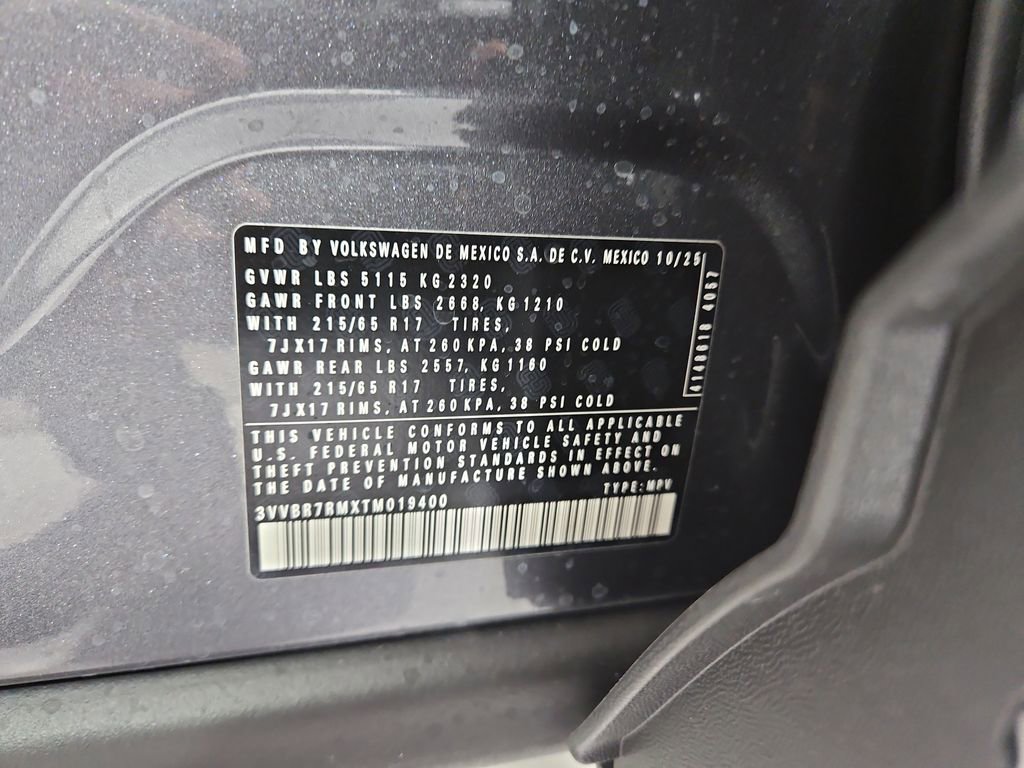 MFD BY VOLKSWAGEN DE MEXICO S.A. DE C.V. MEXICO 10/25
GVWR LBS 5115 KG 2320
GAWR FRONT LBS 2668, KG 1210
WITH 215/65 R17 TIRES,
7JX17 RIMS, AT 260 KPA, 38 PSI COLD
GAWR REAR LBS 2557, KG 1160
WITH 215/65 R17 TIRES,
7JX17 RIMS, AT 260 KPA, 38 PSI COLD
THIS VEHICLE CONFORMS TO ALL APPLICABLE
U.S. FEDERAL MOTOR VEHICLE SAFETY AND
THEFT PREVENTION STANDARDS IN EFFECT ON
THE DATE OF MANUFACTURE SHOWN ABOVE.
TYPE: MPV
3VVBR7RMXTM019400